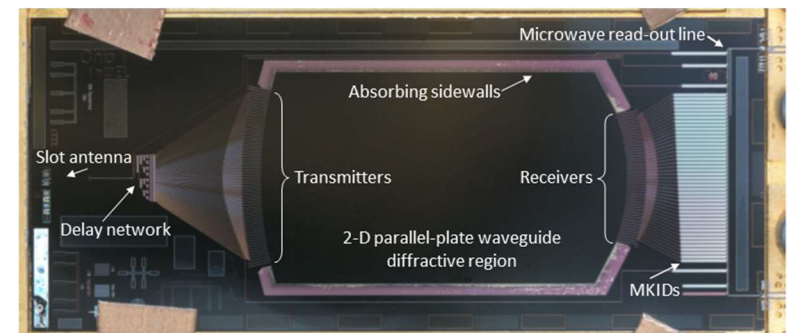 Microwave read-out line
Absorbing sidewalls
Slot antenna
Transmitters
Receivers
Delay network
2-D parallel-plate waveguide
diffractive region
MKIDs